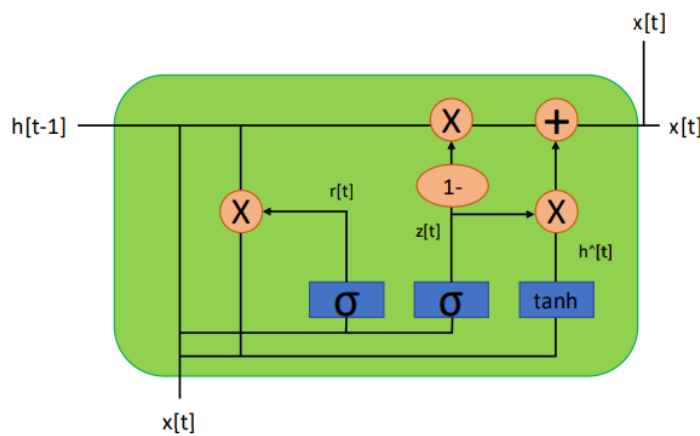 x[t]
h[t-1]
X
+
x[t]
1-
r[t]
X
X
z[t]
h^[t]
σ
σ
tanh
x[t]